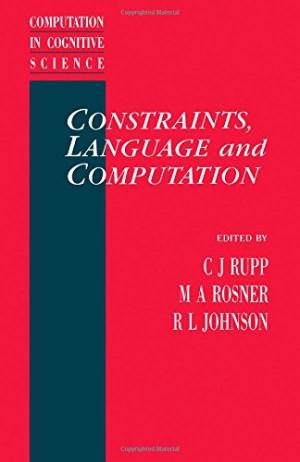 COMPUTATION
IN COGNITIVE
SCIENCE
CONSTRAINTS,
LANGUAGE and
COMPUTATION
EDITED BY
C J RUPP
M A ROSNER
R L JOHNSON